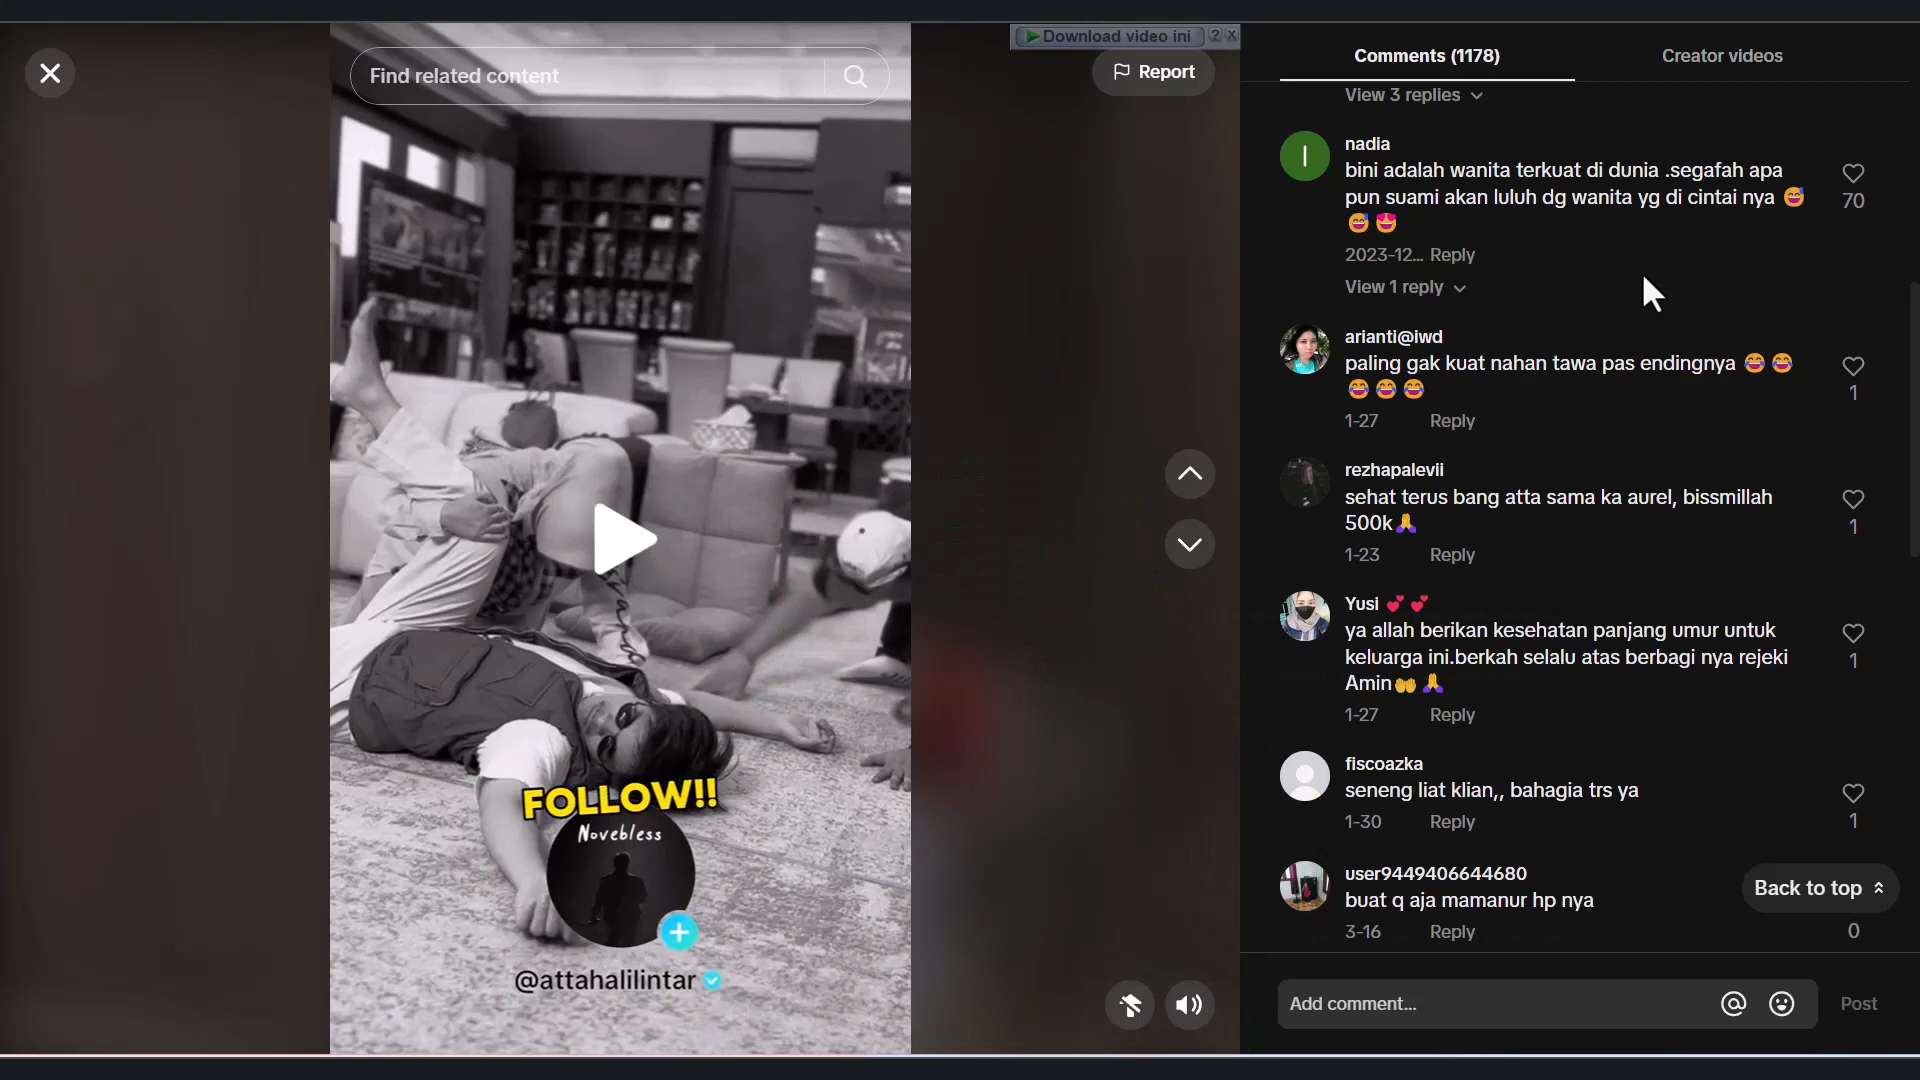 Download video ini
Find related content
Report
FOLLOW!!
Novebless
@attahalilintar
Comments (1178)
Creator videos
View 3 replies
I
nadia
bini adalah wanita terkuat di dunia .segafah apa
pun suami akan luluh dg wanita yg di cintai nya 😅
😅😍
70
2023-12... Reply
View 1 reply
arianti@iwd
paling gak kuat nahan tawa pas endingnya 😂😂
😂😂😂
1
1-27 Reply
rezhapalevii
sehat terus bang atta sama ka aurel, bissmillah
500k🙏
1
1-23 Reply
Yusi 💕💕
ya allah berikan kesehatan panjang umur untuk
keluarga ini.berkah selalu atas berbagi nya rejeki
Amin🤲🙏
1
1-27 Reply
fiscoazka
seneng liat klian,, bahagia trs ya
1
1-30 Reply
user9449406644680
buat q aja mamanur hp nya
Back to top
3-16 Reply
0
Add comment...
Post